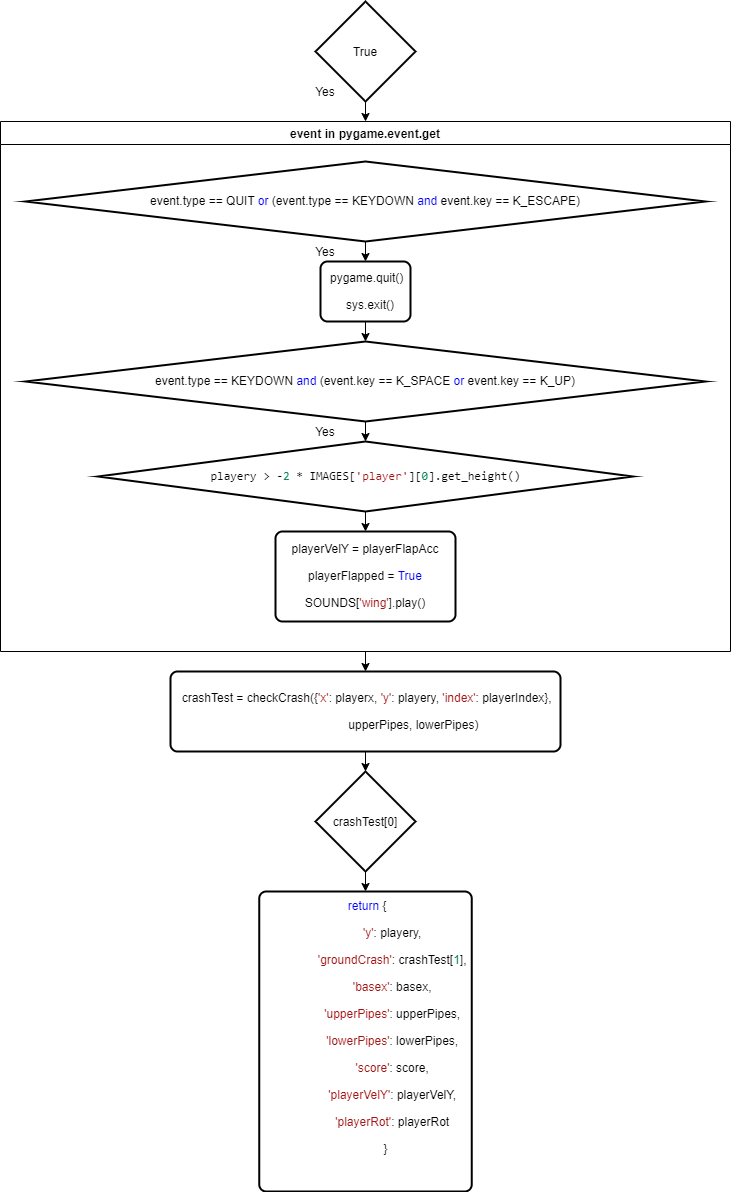 True
Yes
event in pygame.event.get
event.type == QUIT or (event.type == KEYDOWN and event.key == K_ESCAPE)
Yes
pygame.quit()
sys.exit()
event.type == KEYDOWN and (event.key == K_SPACE or event.key == K_UP)
Yes
playery > -2 * IMAGES['player'][0].get_height()
playerVelY = playerFlapAcc
playerFlapped = True
SOUNDS['wing'].play()
crashTest = checkCrash({'x': playerx, 'y': playery, 'index': playerIndex},
upperPipes, lowerPipes)
crashTest[0]
return {
'y': playery,
'groundCrash': crashTest[1],
'basex': basex,
'upperPipes': upperPipes,
'lowerPipes': lowerPipes,
'score': score,
'playerVelY': playerVelY,
'playerRot': playerRot
}